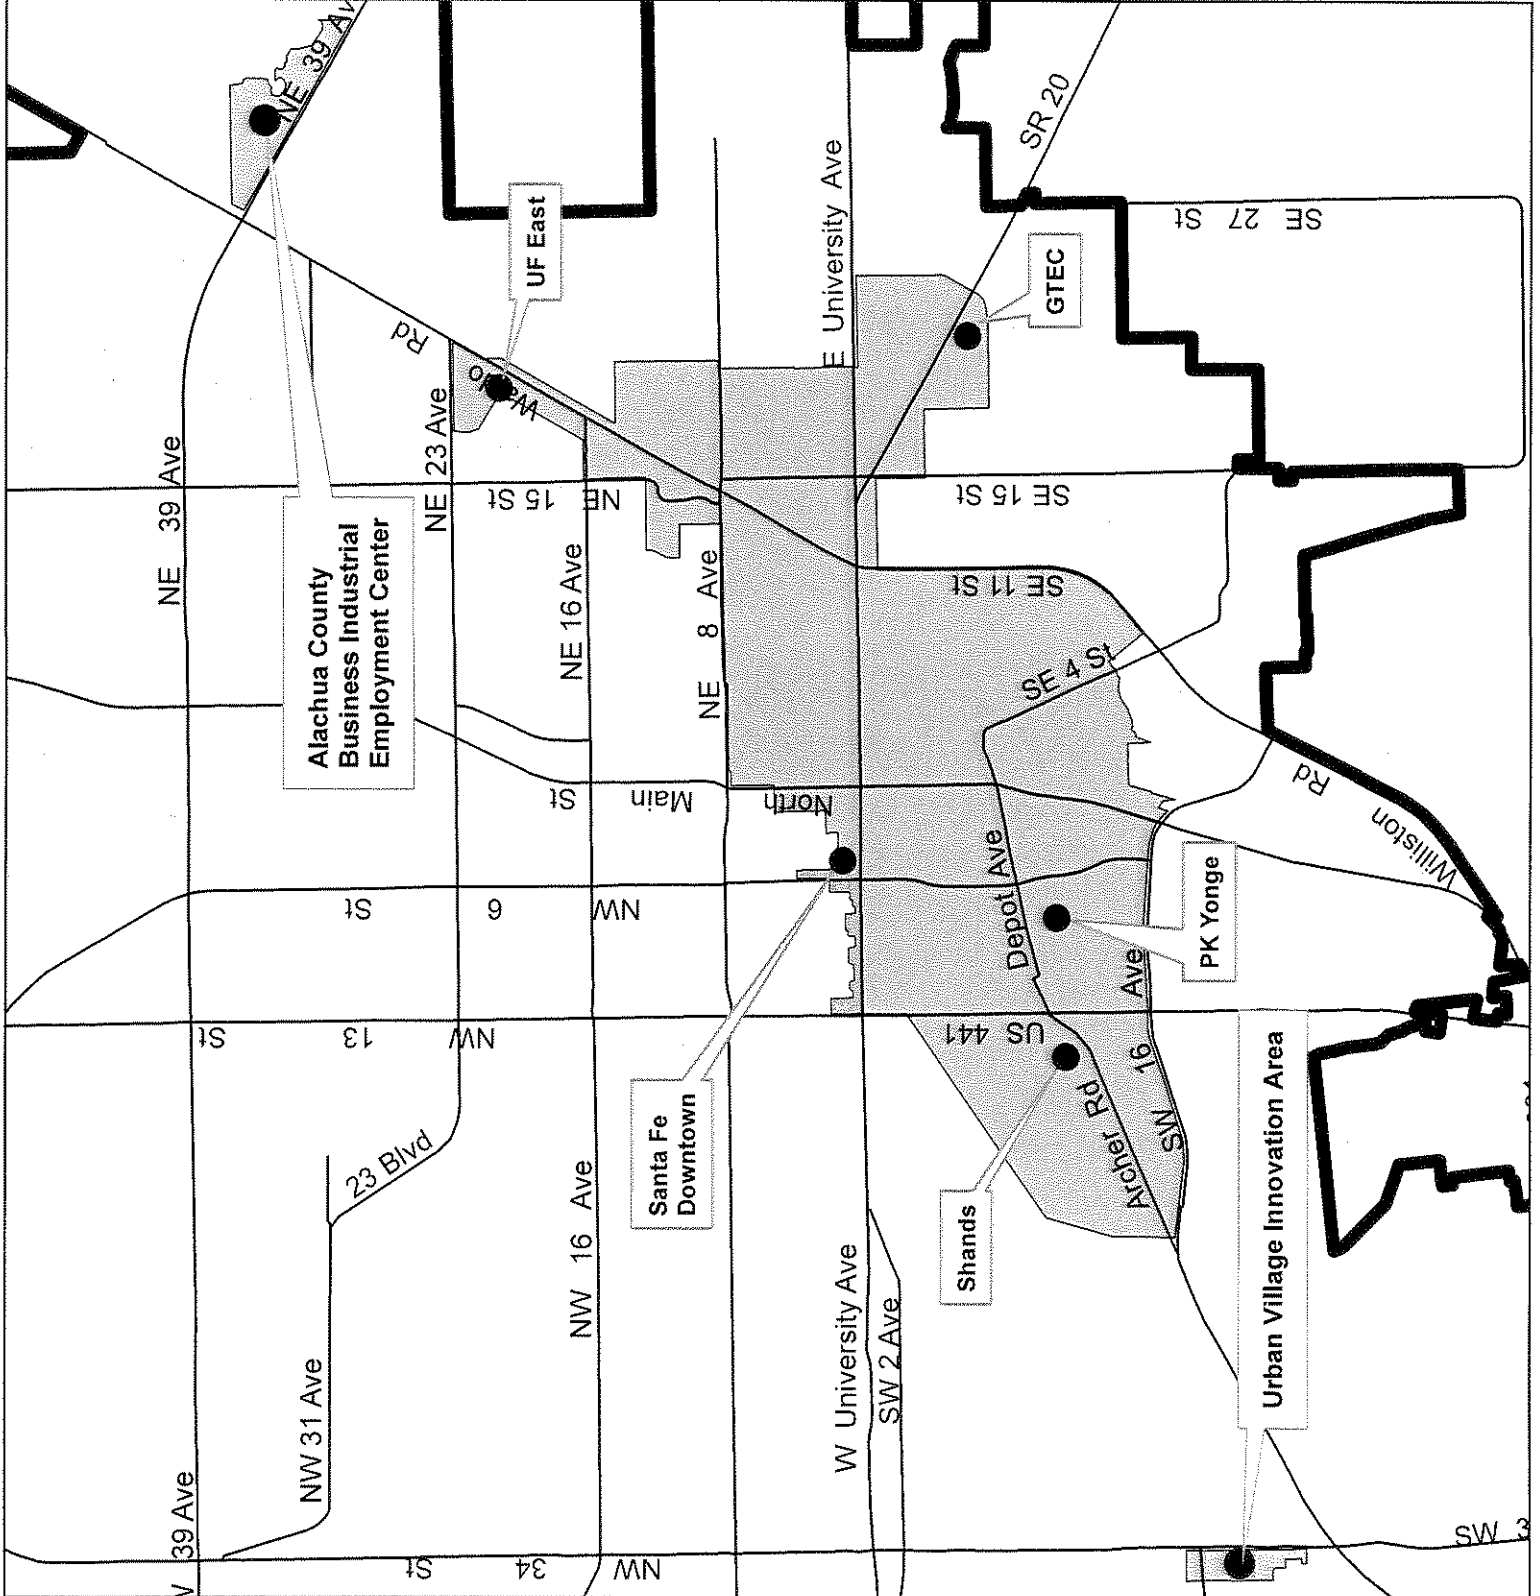 NE 39 Av
Alachua County
Business Industrial
Employment Center
UF East
GTEC
Santa Fe
Downtown
PK Yonge
Shands
Urban Village Innovation Area
39 Ave
NE 39 Ave
NW 31 Ave
23 Blvd
NE 23 Ave
NW 16 Ave
NE 16 Ave
NE 8 Ave
W University Ave
E University Ave
SW 2 Ave
Depot Ave
Archer Rd
SW 16 Ave
SR 20
SE 4 St
NW 34 St
SW 3
NW 13 St
US 441
NW 6 St
North Main St
NE 15 St
SE 15 St
SE 11 St
SE 27 St
Rd
Williston Rd